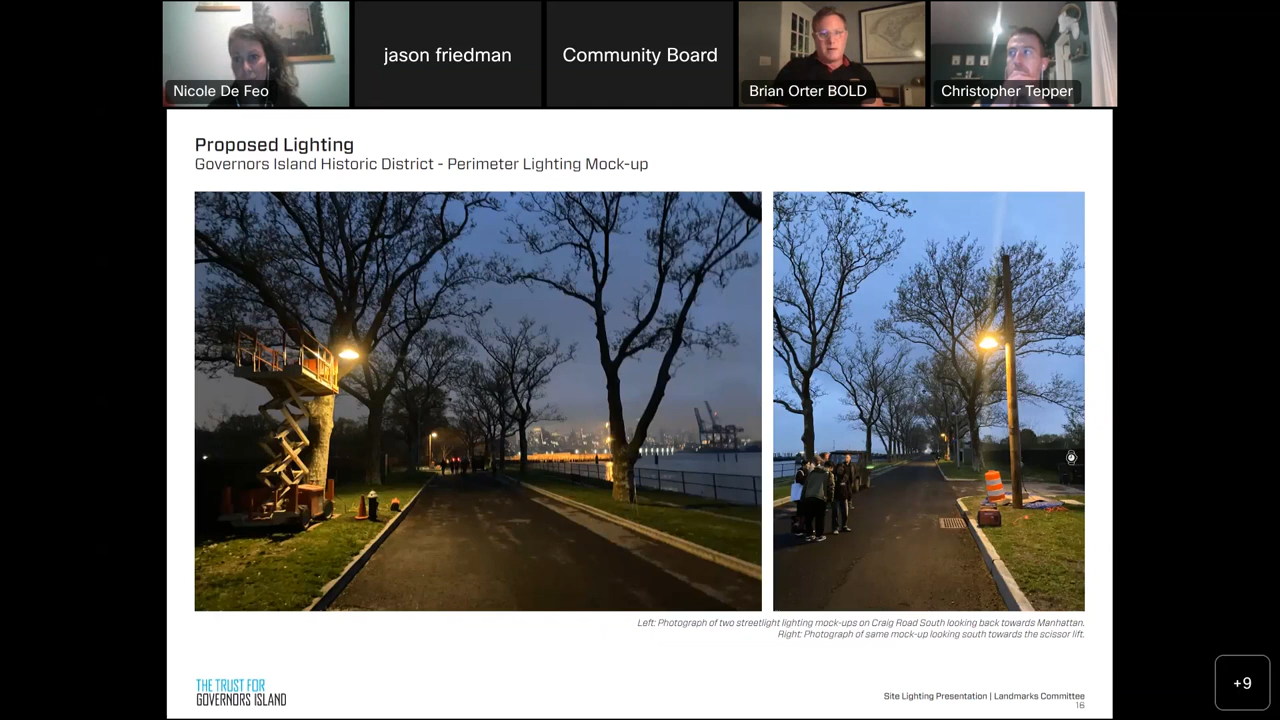 Nicole De Feo
jason friedman
Community Board
Brian Orter BOLD
Christopher Tepper
Proposed Lighting
Governors Island Historic District - Perimeter Lighting Mock-up
Left: Photograph of two streetlight lighting mock-ups on Craig Road South looking back towards Manhattan.
Right: Photograph of same mock-up looking south towards the scissor lift.
THE TRUST FOR
GOVERNORS ISLAND
Site Lighting Presentation | Landmarks Committee
16
+9